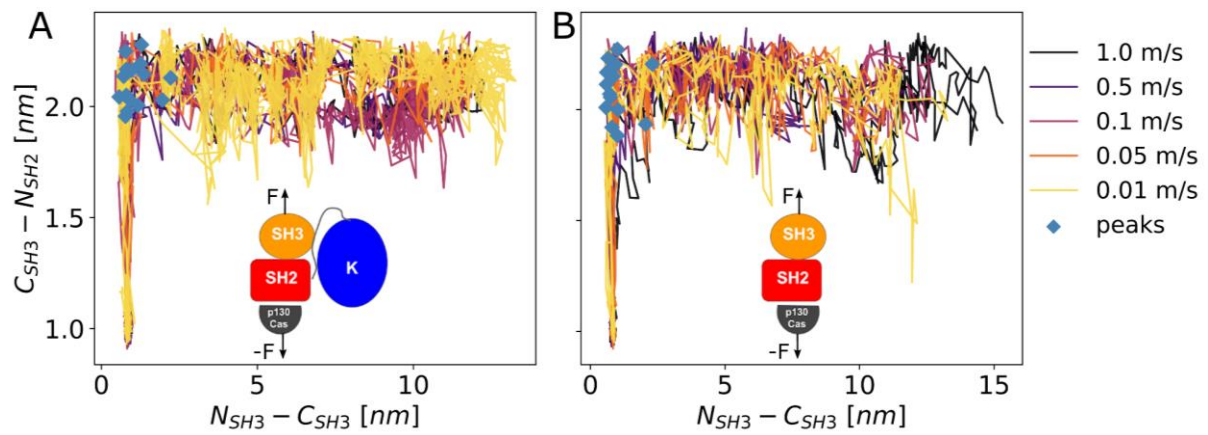 A
B
C_SH3 − N_SH2 [nm]
2.0
1.5
1.0
F
SH3
SH2
K
p130
Cas
-F
0
5
10
N_SH3 − C_SH3 [nm]
F
SH3
SH2
p130
Cas
-F
0
5
10
15
N_SH3 − C_SH3 [nm]
1.0 m/s
0.5 m/s
0.1 m/s
0.05 m/s
0.01 m/s
peaks